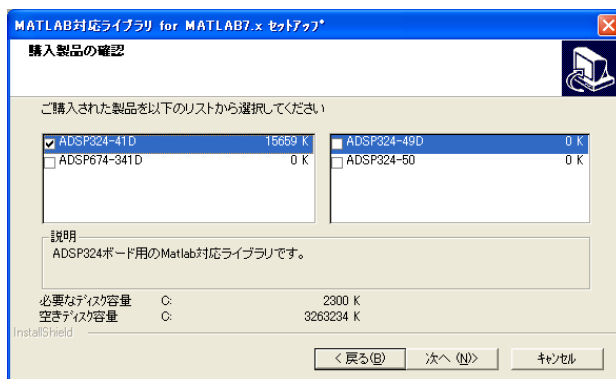 MATLAB対応ライブラリ for MATLAB7.x セットアップ
購入製品の確認
ご購入された製品を以下のリストから選択してください
ADSP324-41D 15659 K
ADSP674-341D 0 K
ADSP324-49D 0 K
ADSP324-50 0 K
説明
ADSP324ボード用のMatlab対応ライブラリです。
必要なディスク容量 C: 2300 K
空きディスク容量 C: 3263234 K
InstallShield
< 戻る(B) 次へ (N)> キャンセル